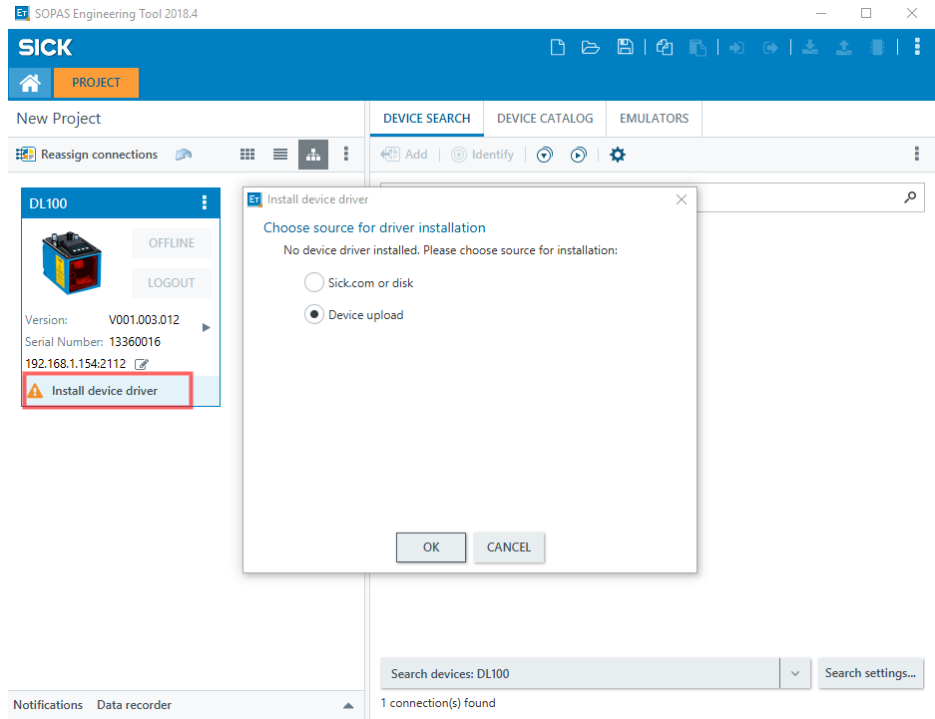 ET SOPAS Engineering Tool 2018.4
SICK
PROJECT
New Project
Reassign connections
DL100
OFFLINE
LOGOUT
Version: V001.003.012
Serial Number: 13360016
192.168.1.154:2112
Install device driver
Notifications Data recorder
DEVICE SEARCH DEVICE CATALOG EMULATORS
Add Identify
ET Install device driver
Choose source for driver installation
No device driver installed. Please choose source for installation:
Sick.com or disk
Device upload
OK CANCEL
Search devices: DL100
Search settings...
1 connection(s) found